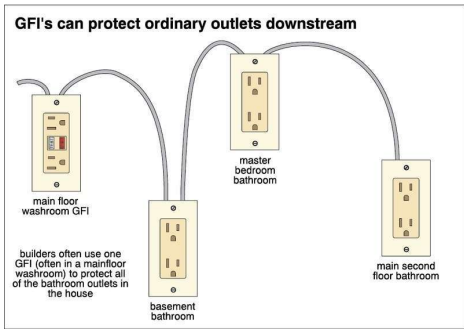 GFI's can protect ordinary outlets downstream
main floor
washroom GFI
builders often use one
GFI (often in a mainfloor
washroom) to protect all
of the bathroom outlets in
the house
basement
bathroom
master
bedroom
bathroom
main second
floor bathroom